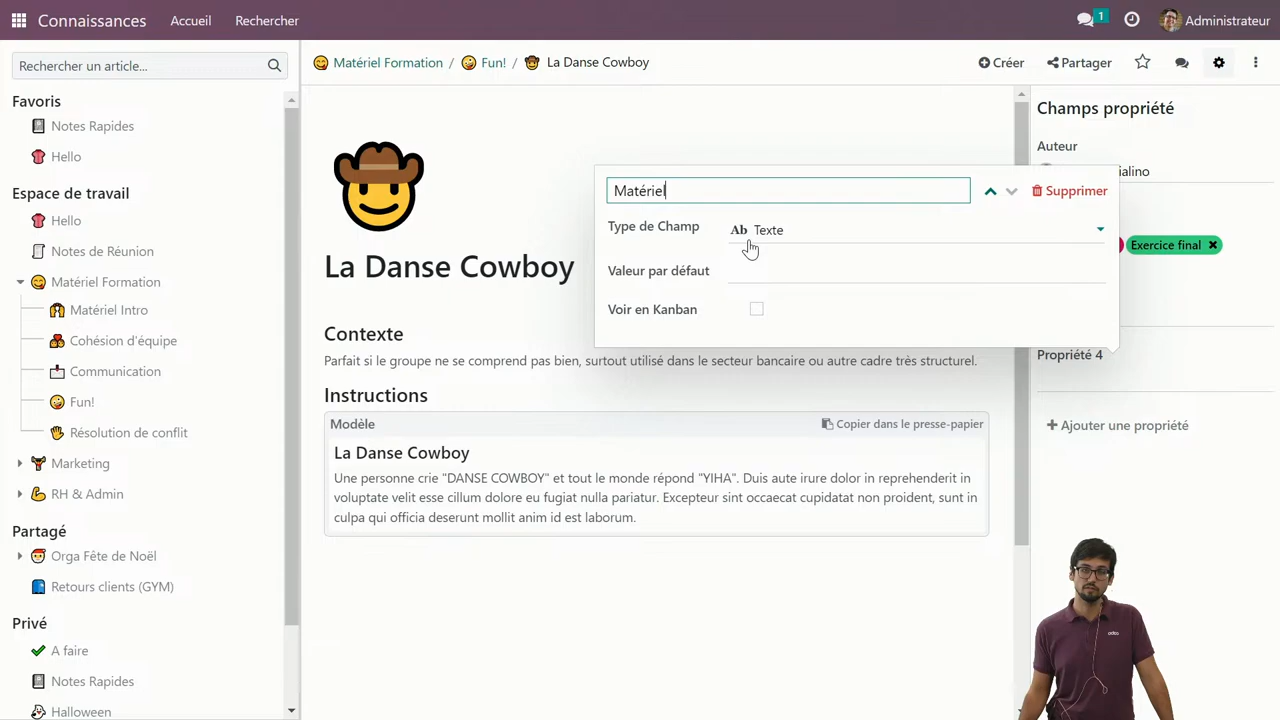 Connaissances Accueil Rechercher 1 Administrateur
Rechercher un article...
Favoris
Notes Rapides
Hello
Espace de travail
Hello
Notes de Réunion
Matériel Formation
Matériel Intro
Cohésion d'équipe
Communication
Fun!
Résolution de conflit
Marketing
RH & Admin
Partagé
Orga Fête de Noël
Retours clients (GYM)
Privé
A faire
Notes Rapides
Halloween
Matériel Formation / Fun! / La Danse Cowboy
Créer Partager
La Danse Cowboy
Contexte
Parfait si le groupe ne se comprend pas bien, surtout utilisé dans le secteur bancaire ou autre cadre très structurel.
Instructions
Modèle Copier dans le presse-papier
La Danse Cowboy
Une personne crie "DANSE COWBOY" et tout le monde répond "YIHA". Duis aute irure dolor in reprehenderit in
voluptate velit esse cillum dolore eu fugiat nulla pariatur. Excepteur sint occaecat cupidatat non proident, sunt in
culpa qui officia deserunt mollit anim id est laborum.
Matériel Supprimer
Type de Champ Ab Texte
Valeur par défaut
Voir en Kanban
Champs propriété
Auteur
ialino
Exercice final
Propriété 4
Ajouter une propriété
odoo